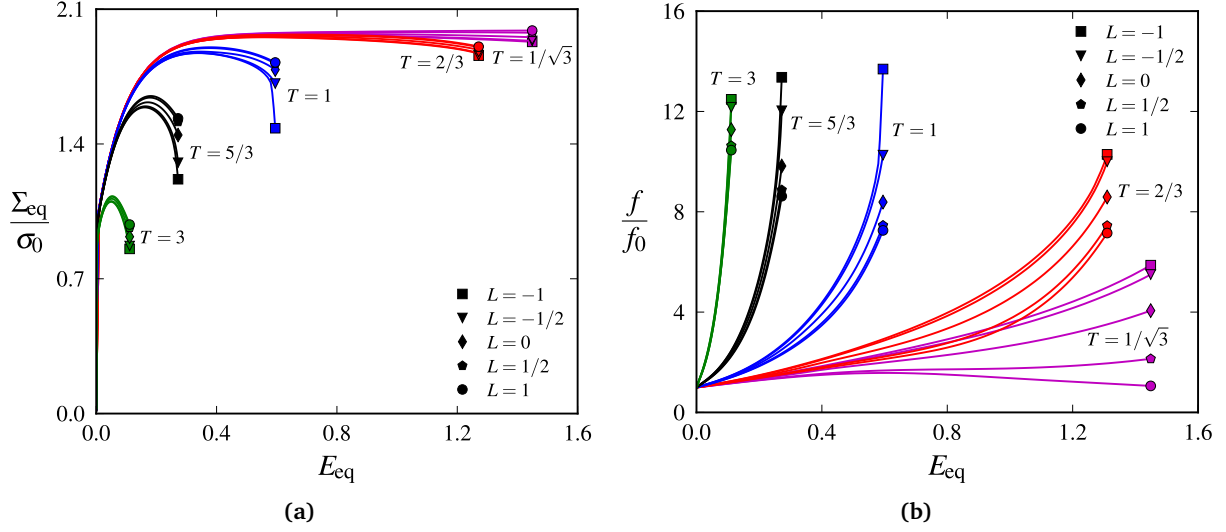 2.1
1.4
0.7
0.0
Σeq
σ0
0.0 0.4 0.8 1.2 1.6
Eeq
T = 3
T = 5/3
T = 1
T = 2/3
T = 1/√3
L = −1
L = −1/2
L = 0
L = 1/2
L = 1
(a)
16
12
8
4
0
f
f0
0.0 0.4 0.8 1.2 1.6
Eeq
T = 3
T = 5/3
T = 1
T = 2/3
T = 1/√3
L = −1
L = −1/2
L = 0
L = 1/2
L = 1
(b)